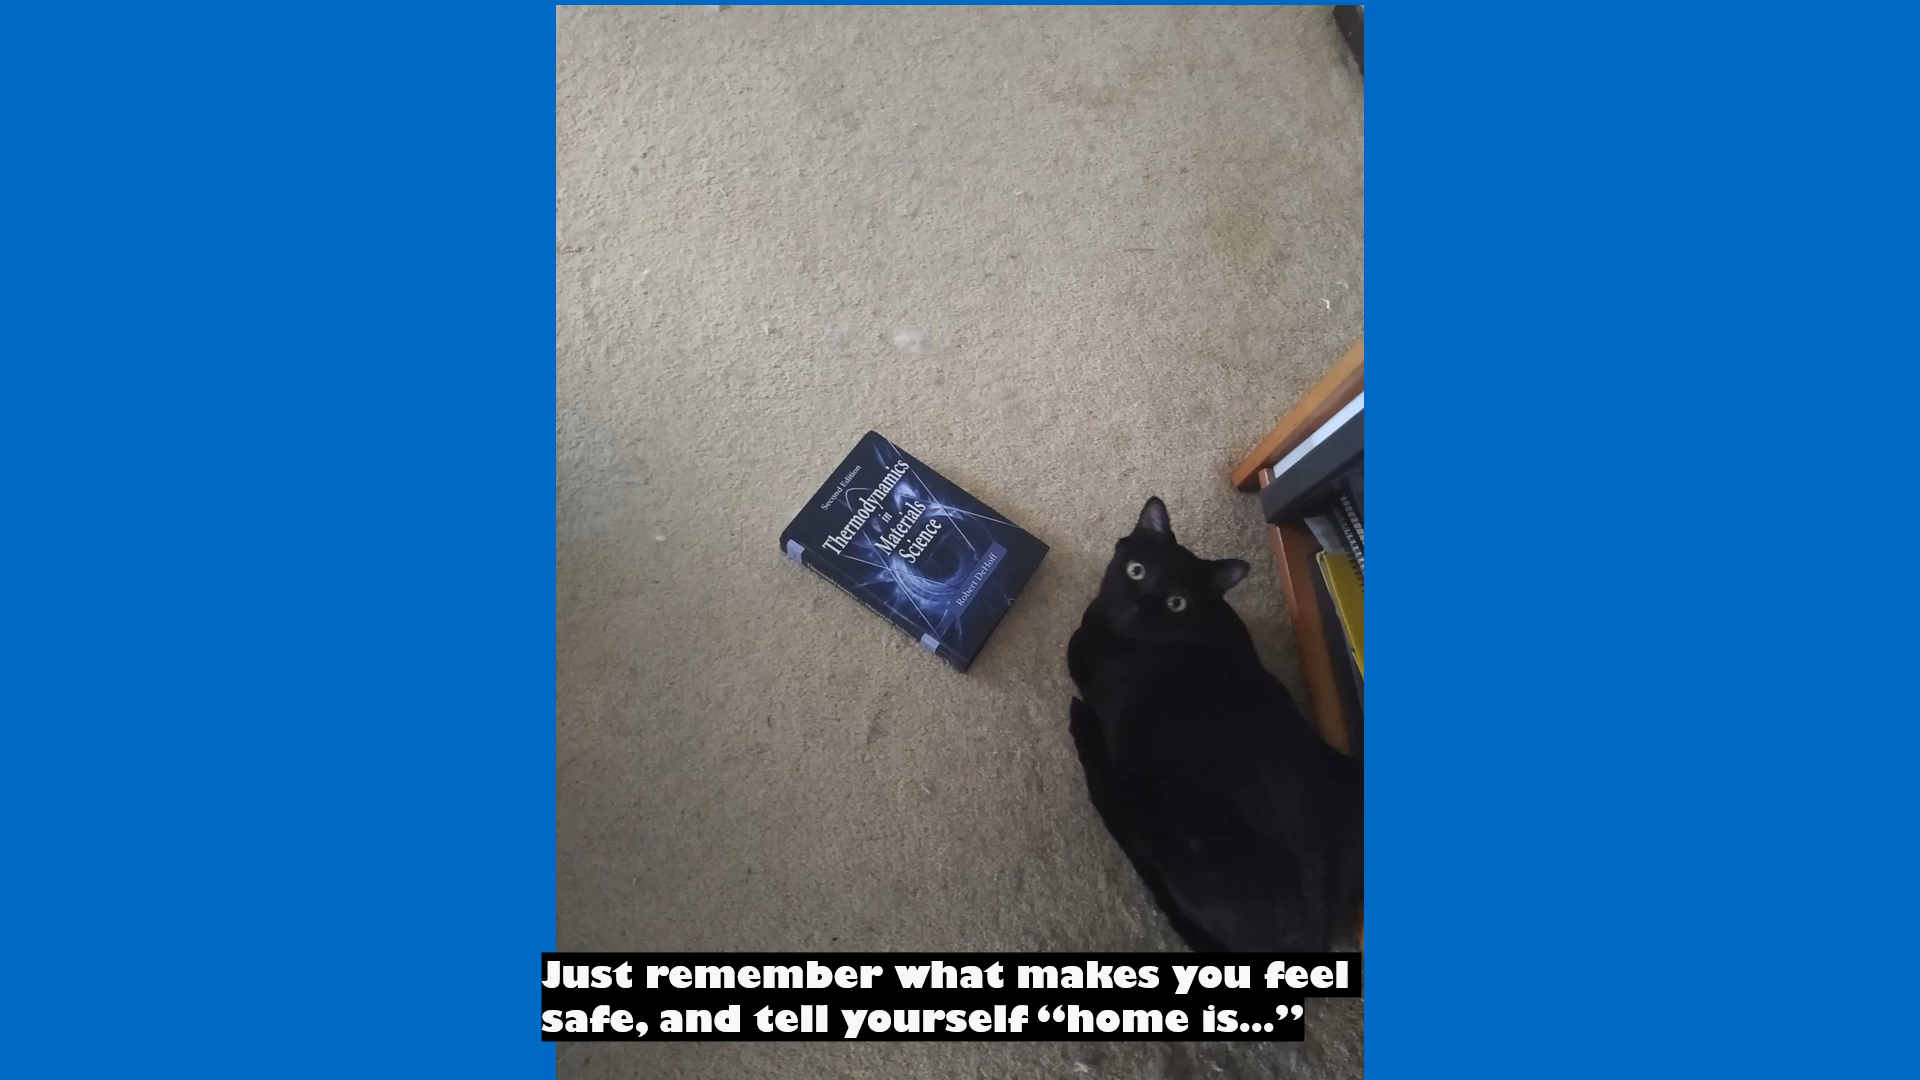 Second Edition
Thermodynamics
in
Materials
Science
Robert DeHoff
Just remember what makes you feel
safe, and tell yourself “home is...”